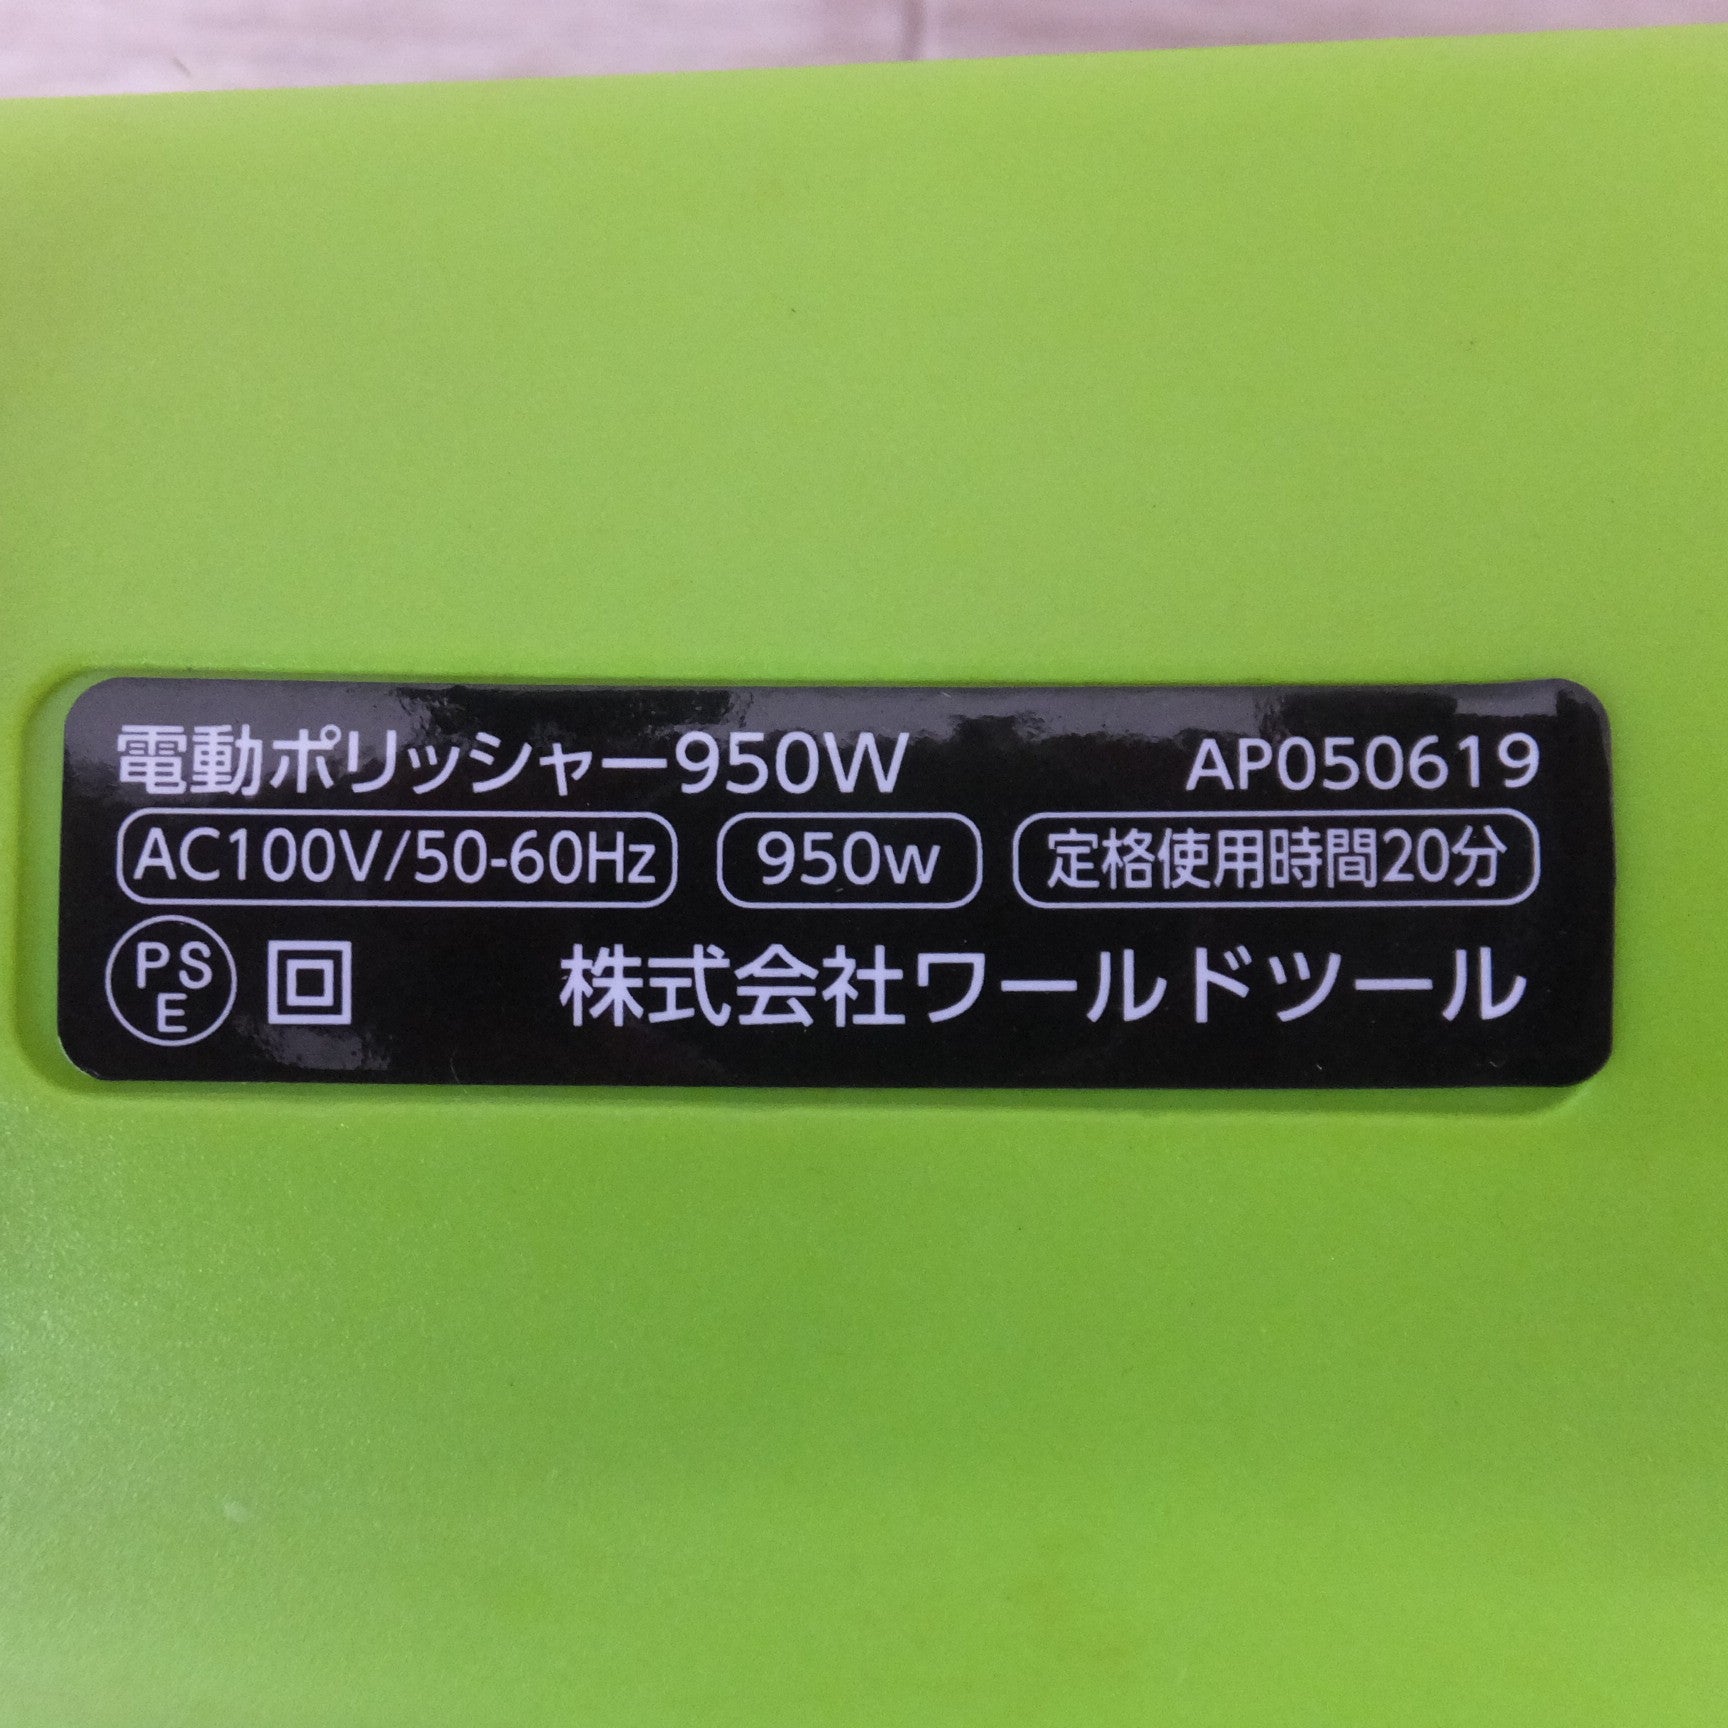 電動ポリッシャー950W AP050619
AC100V/50-60Hz 950w 定格使用時間20分
PSE 株式会社ワールドツール